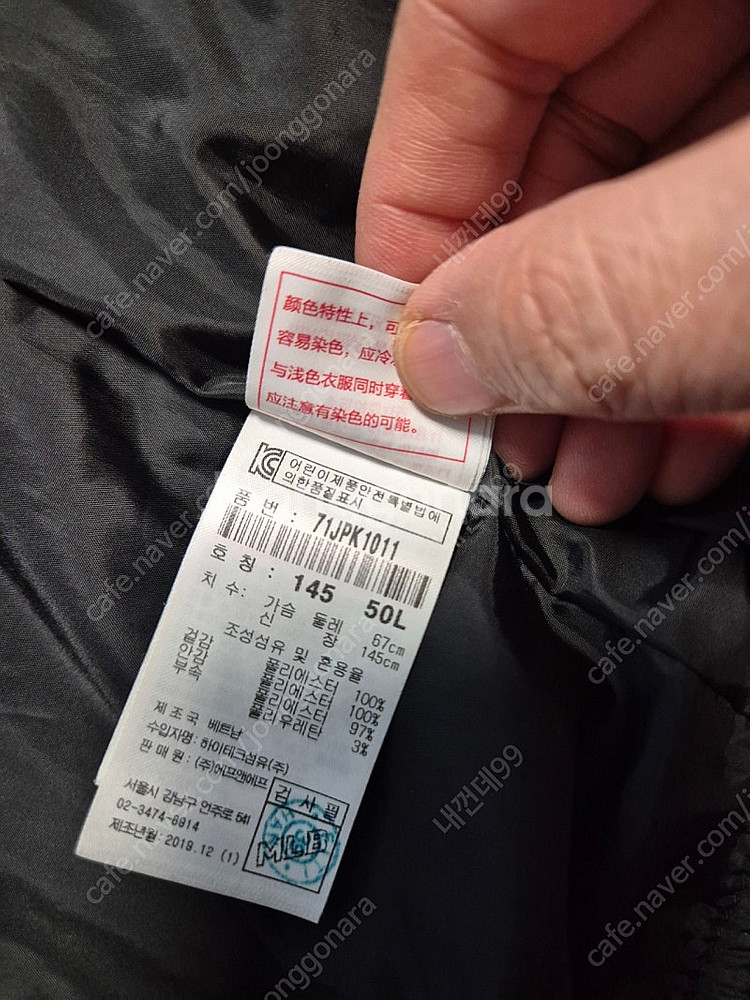 颜色特性上，可
容易染色，应冷
与浅色衣服同时穿着
应注意有染色的可能。
KC 어린이제품안전특별법에
의한품질표시
품 번 : 71JPK1011
호 칭 : 145 50L
치 수: 가슴 둘레 67cm
신 장 145cm
조성섬유 및 혼용율
겉감 폴리에스터 100%
안감 폴리에스터 100%
부속 폴리에스터 97%
폴리우레탄 3%
제 조 국 베트남
수입자명: 하이테크섬유(주)
판 매 원 : (주)에프앤에프
서울시 강남구 언주로 541
02-3474-6914
제조년월: 2019.12 (1)
검 사 필
MLB
cafe.naver.com/joonggonara
내껀데99